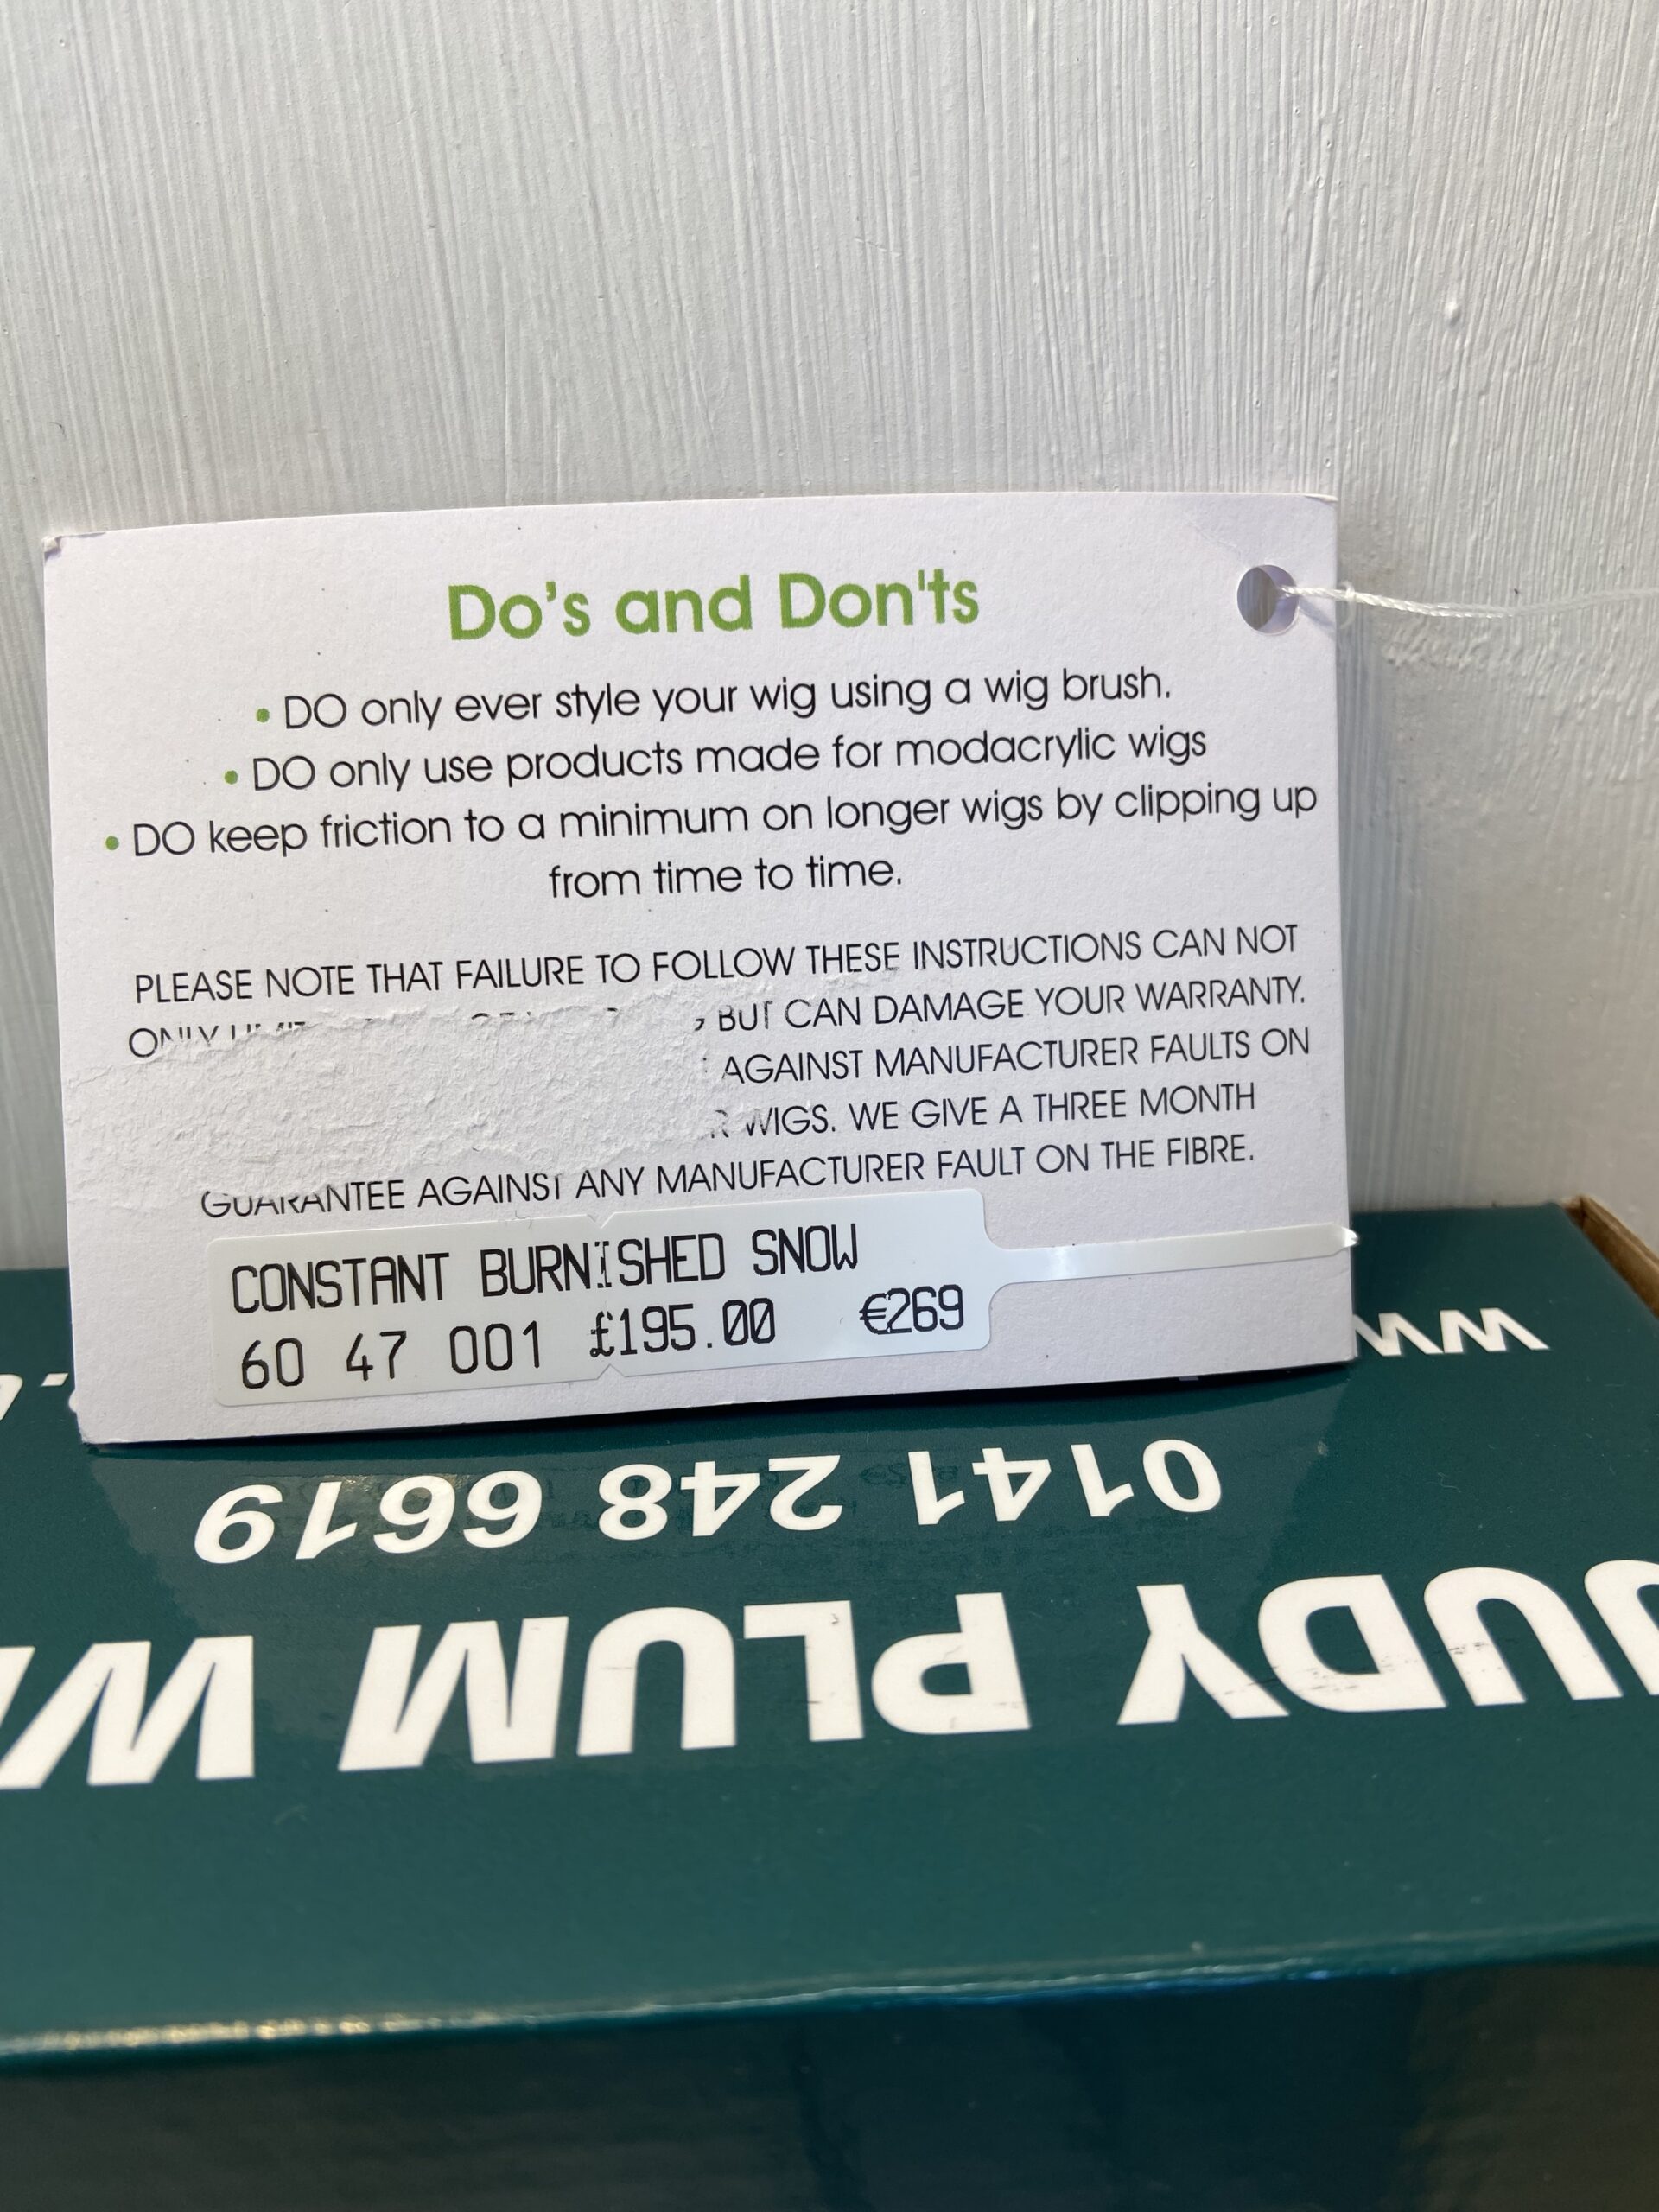 Do's and Don'ts
• DO only ever style your wig using a wig brush.
• DO only use products made for modacrylic wigs
• DO keep friction to a minimum on longer wigs by clipping up
from time to time.
PLEASE NOTE THAT FAILURE TO FOLLOW THESE INSTRUCTIONS CAN NOT
ONLY BUT CAN DAMAGE YOUR WARRANTY.
AGAINST MANUFACTURER FAULTS ON
WIGS. WE GIVE A THREE MONTH
GUARANTEE AGAINST ANY MANUFACTURER FAULT ON THE FIBRE.
CONSTANT BURNISHED SNOW
60 47 001 £195.00 €269
UDY PLUM W
0141 248 6619
WW